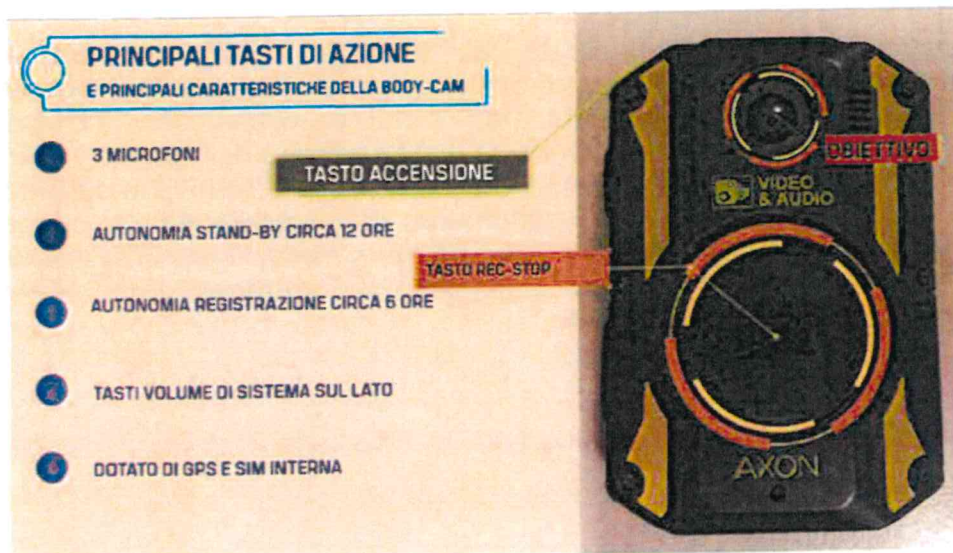 PRINCIPALI TASTI DI AZIONE
E PRINCIPALI CARATTERISTICHE DELLA BODY-CAM
3 MICROFONI
AUTONOMIA STAND-BY CIRCA 12 ORE
AUTONOMIA REGISTRAZIONE CIRCA 6 ORE
TASTI VOLUME DI SISTEMA SUL LATO
DOTATO DI GPS E SIM INTERNA
TASTO ACCENSIONE
OBIETTIVO
VIDEO
& AUDIO
TASTO REC-STOP
AXON